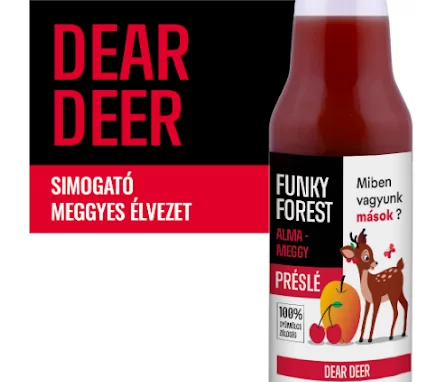 DEAR
DEER
SIMOGATÓ
MEGGYES ÉLVEZET
FUNKY
FOREST
ALMA -
MEGGY
PRÉSLÉ
100%
Miben
vagyunk
mások?
DEAR DEER